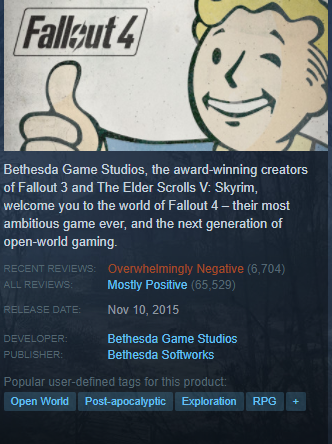 Fallout 4
Bethesda Game Studios, the award-winning creators
of Fallout 3 and The Elder Scrolls V: Skyrim,
welcome you to the world of Fallout 4 – their most
ambitious game ever, and the next generation of
open-world gaming.
RECENT REVIEWS: Overwhelmingly Negative (6,704)
ALL REVIEWS: Mostly Positive (65,529)
RELEASE DATE: Nov 10, 2015
DEVELOPER: Bethesda Game Studios
PUBLISHER: Bethesda Softworks
Popular user-defined tags for this product:
Open World Post-apocalyptic Exploration RPG +